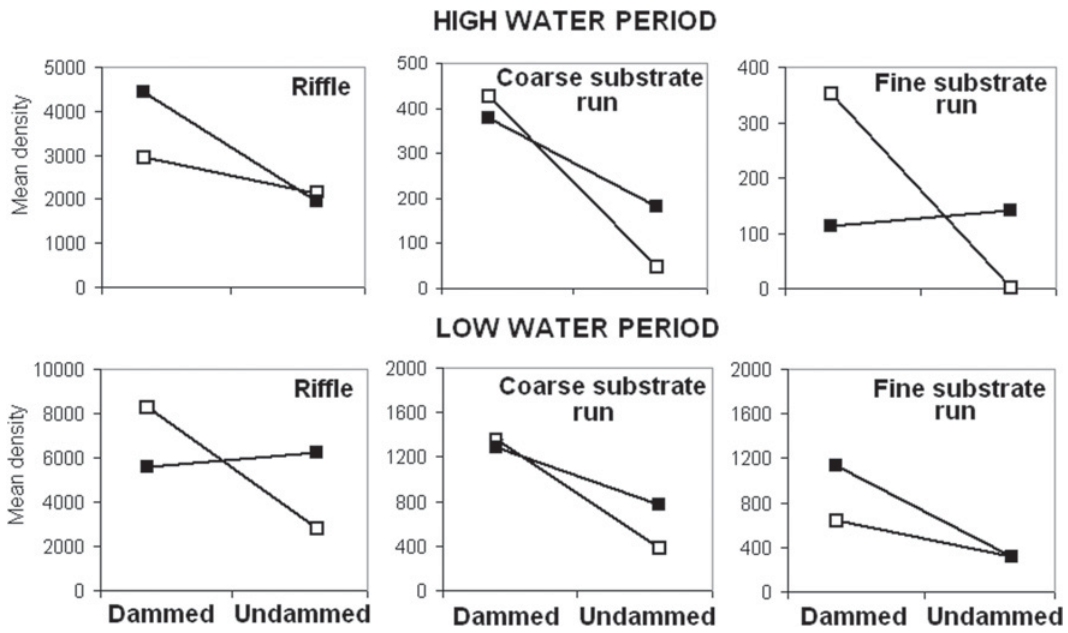 HIGH WATER PERIOD
Mean density
5000
4000
3000
2000
1000
0
Riffle
500
400
300
200
100
0
Coarse substrate
run
400
300
200
100
0
Fine substrate
run
LOW WATER PERIOD
Mean density
10000
8000
6000
4000
2000
0
Riffle
Dammed Undammed
2000
1600
1200
800
400
0
Coarse substrate
run
Dammed Undammed
2000
1600
1200
800
400
0
Fine substrate
run
Dammed Undammed